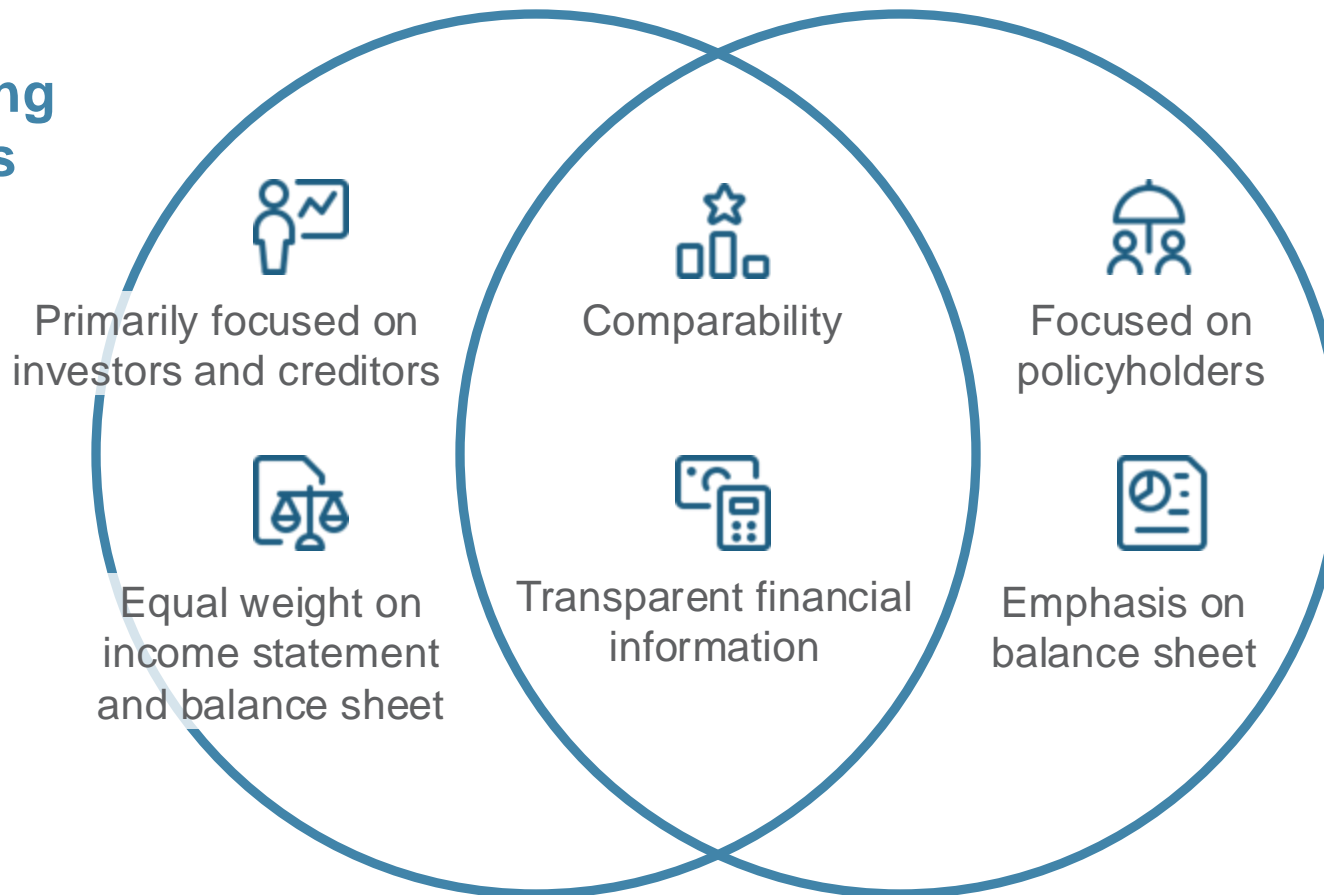 Primarily focused on
investors and creditors
Equal weight on
income statement
and balance sheet
Comparability
Transparent financial
information
Focused on
policyholders
Emphasis on
balance sheet